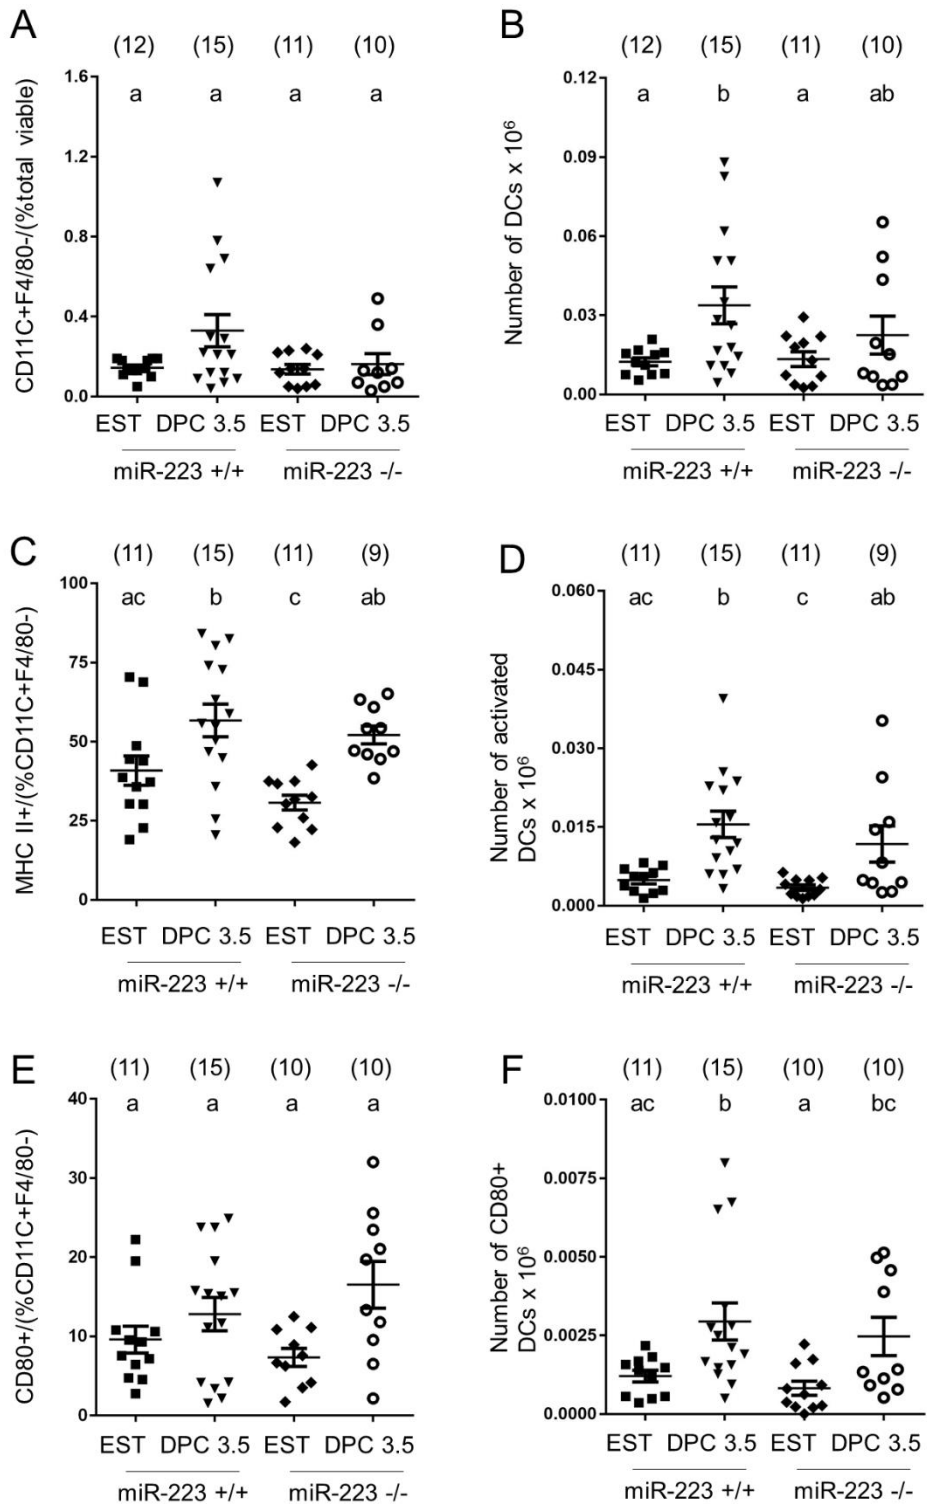 A
(12) (15) (11) (10)
CD11C+F4/80-/(%total viable)
1.6
1.2
0.8
0.4
0.0
a a a a
EST DPC 3.5 EST DPC 3.5
miR-223 +/+ miR-223 -/-
B
(12) (15) (11) (10)
Number of DCs x 10⁶
0.12
0.09
0.06
0.03
0.00
a b a ab
EST DPC 3.5 EST DPC 3.5
miR-223 +/+ miR-223 -/-
C
(11) (15) (11) (9)
MHC II+/(%CD11C+F4/80-)
100
75
50
25
0
ac b c ab
EST DPC 3.5 EST DPC 3.5
miR-223 +/+ miR-223 -/-
D
(11) (15) (11) (9)
Number of activated
DCs x 10⁶
0.060
0.045
0.030
0.015
0.000
ac b c ab
EST DPC 3.5 EST DPC 3.5
miR-223 +/+ miR-223 -/-
E
(11) (15) (10) (10)
CD80+/(%CD11C+F4/80-)
40
30
20
10
0
a a a a
EST DPC 3.5 EST DPC 3.5
miR-223 +/+ miR-223 -/-
F
(11) (15) (10) (10)
Number of CD80+
DCs x 10⁶
0.0100
0.0075
0.0050
0.0025
0.0000
ac b a bc
EST DPC 3.5 EST DPC 3.5
miR-223 +/+ miR-223 -/-